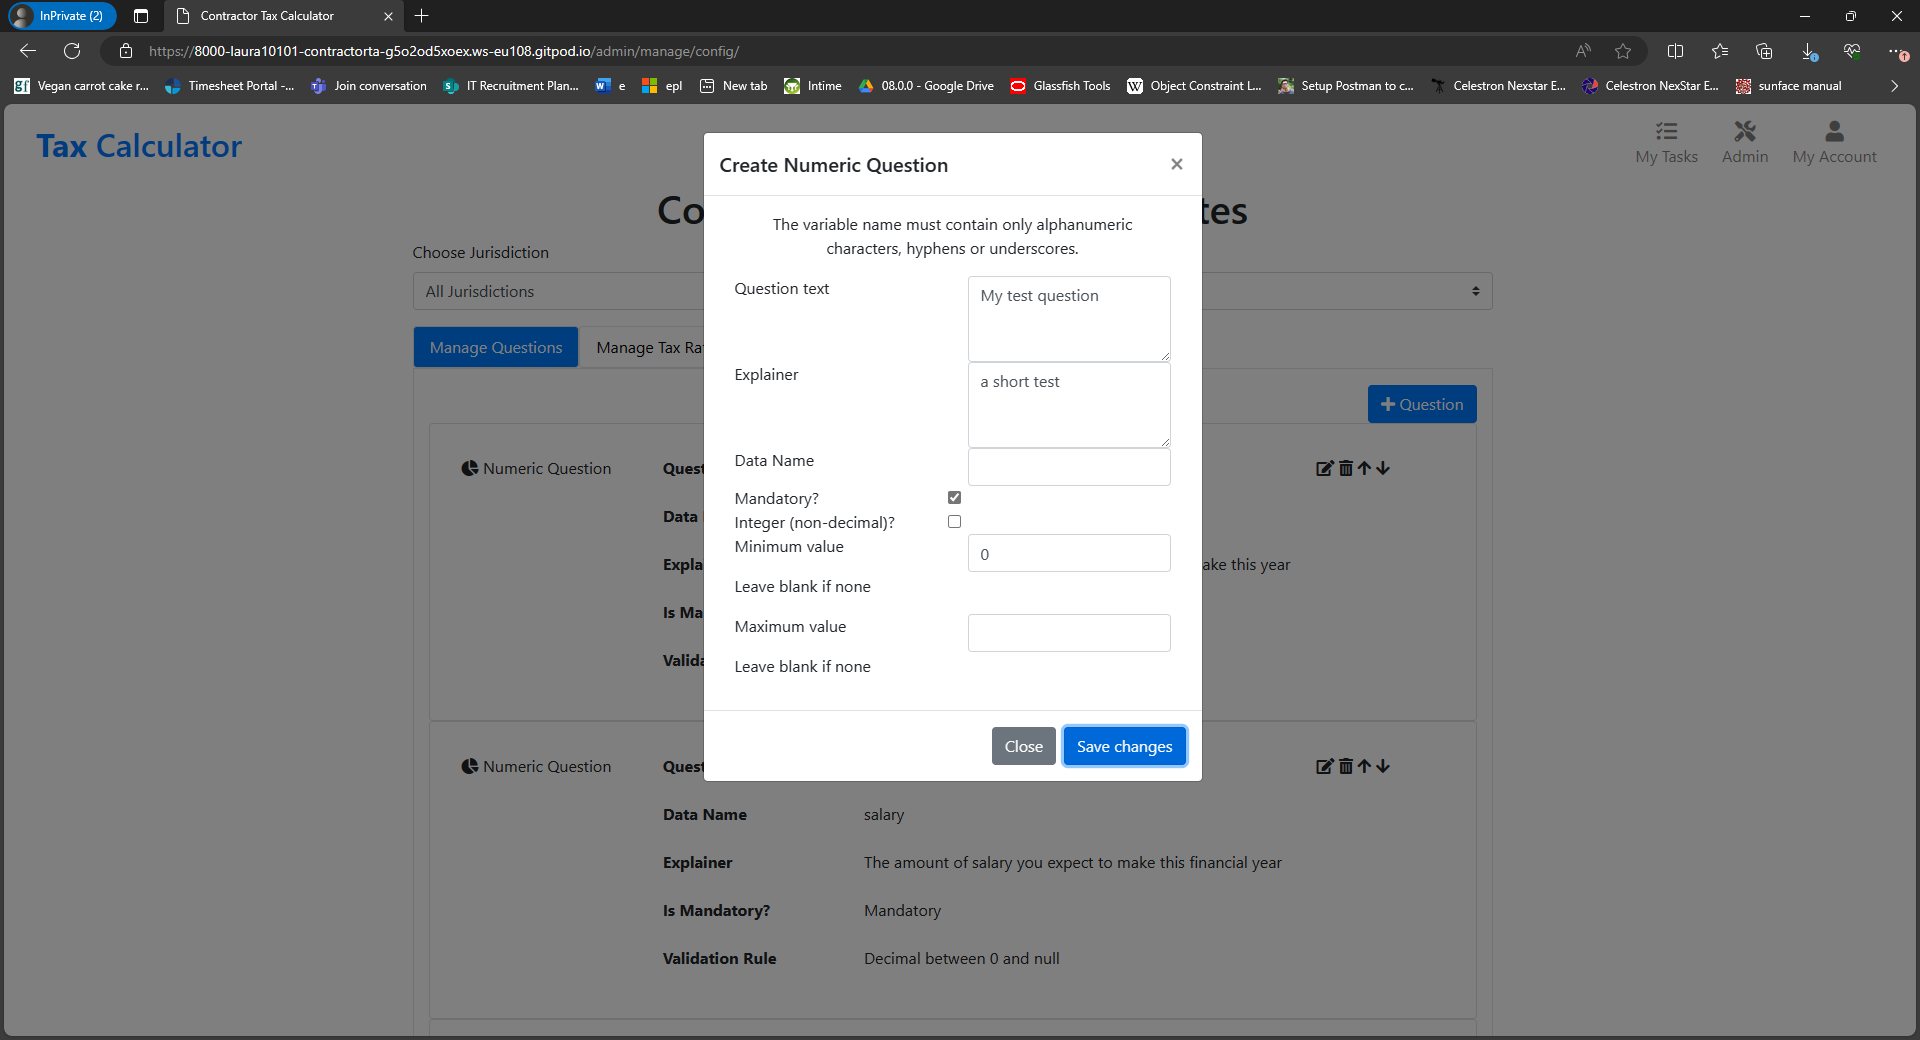 InPrivate (2)
Contractor Tax Calculator
https://8000-laura10101-contractorta-g5o2od5xoex.ws-eu108.gitpod.io/admin/manage/config/
Vegan carrot cake r... Timesheet Portal -... Join conversation IT Recruitment Plan... e epl New tab Intime 08.0.0 - Google Drive Glassfish Tools Object Constraint L... Setup Postman to c... Celestron Nexstar E... Celestron NexStar E... sunface manual
Tax Calculator
My Tasks Admin My Account
Create Numeric Question
Co
tes
The variable name must contain only alphanumeric
characters, hyphens or underscores.
Choose Jurisdiction
All Jurisdictions
Question text
My test question
Manage Questions
Manage Tax Ra
Explainer
a short test
Question
Data Name
Numeric Question
Quest
Mandatory?
Data
Integer (non-decimal)?
Minimum value
0
Expla
ake this year
Leave blank if none
Is Ma
Maximum value
Valida
Leave blank if none
Close
Save changes
Numeric Question
Quest
Data Name
salary
Explainer
The amount of salary you expect to make this financial year
Is Mandatory?
Mandatory
Validation Rule
Decimal between 0 and null